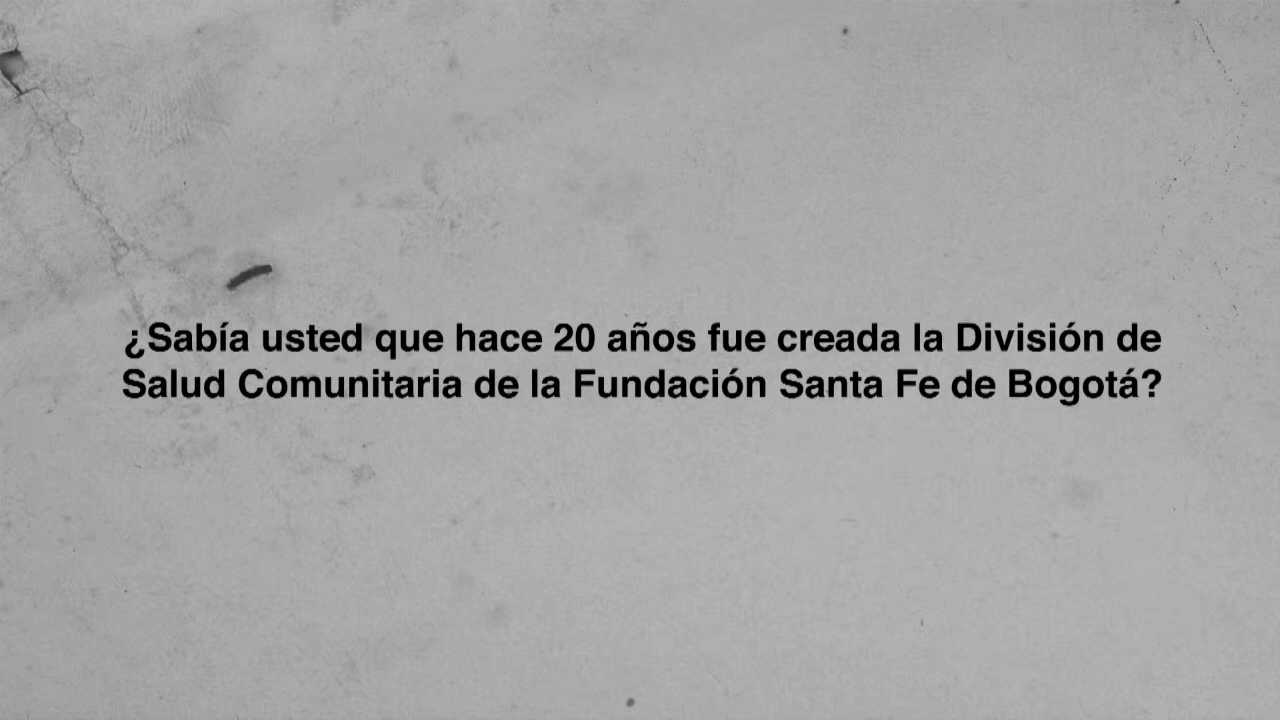 ¿Sabía usted que hace 20 años fue creada la División de
Salud Comunitaria de la Fundación Santa Fe de Bogotá?